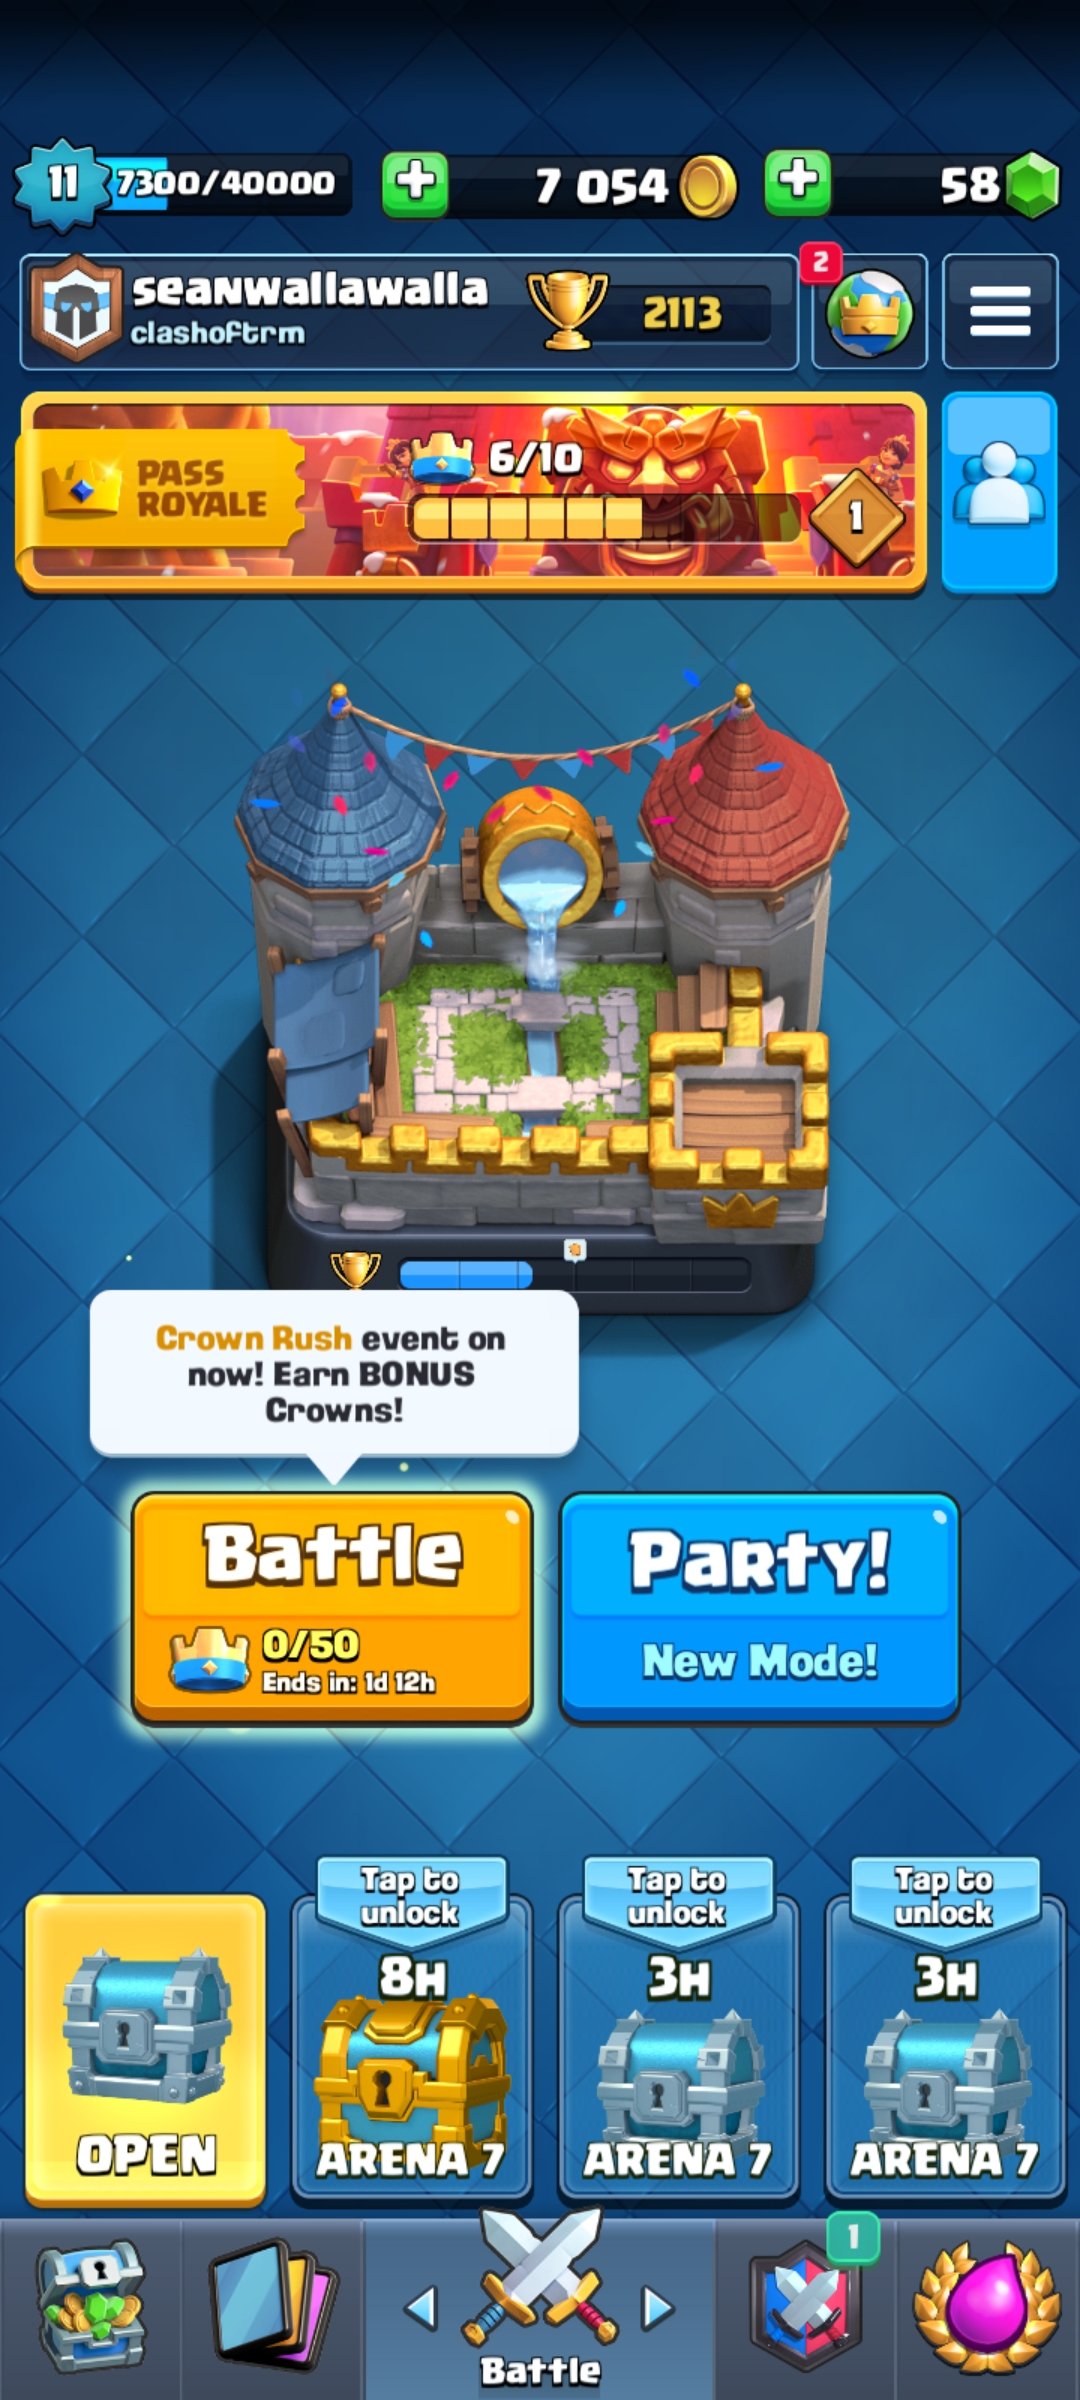 11
7300/40000
7 054
58
seanwallawalla
clashoftrm
2113
2
PASS
ROYALE
6/10
1
Crown Rush event on
now! Earn BONUS
Crowns!
Battle
0/50
Ends in: 1d 12h
Party!
New Mode!
OPEN
Tap to
unlock
8H
ARENA 7
Tap to
unlock
3H
ARENA 7
Tap to
unlock
3H
ARENA 7
Battle
1